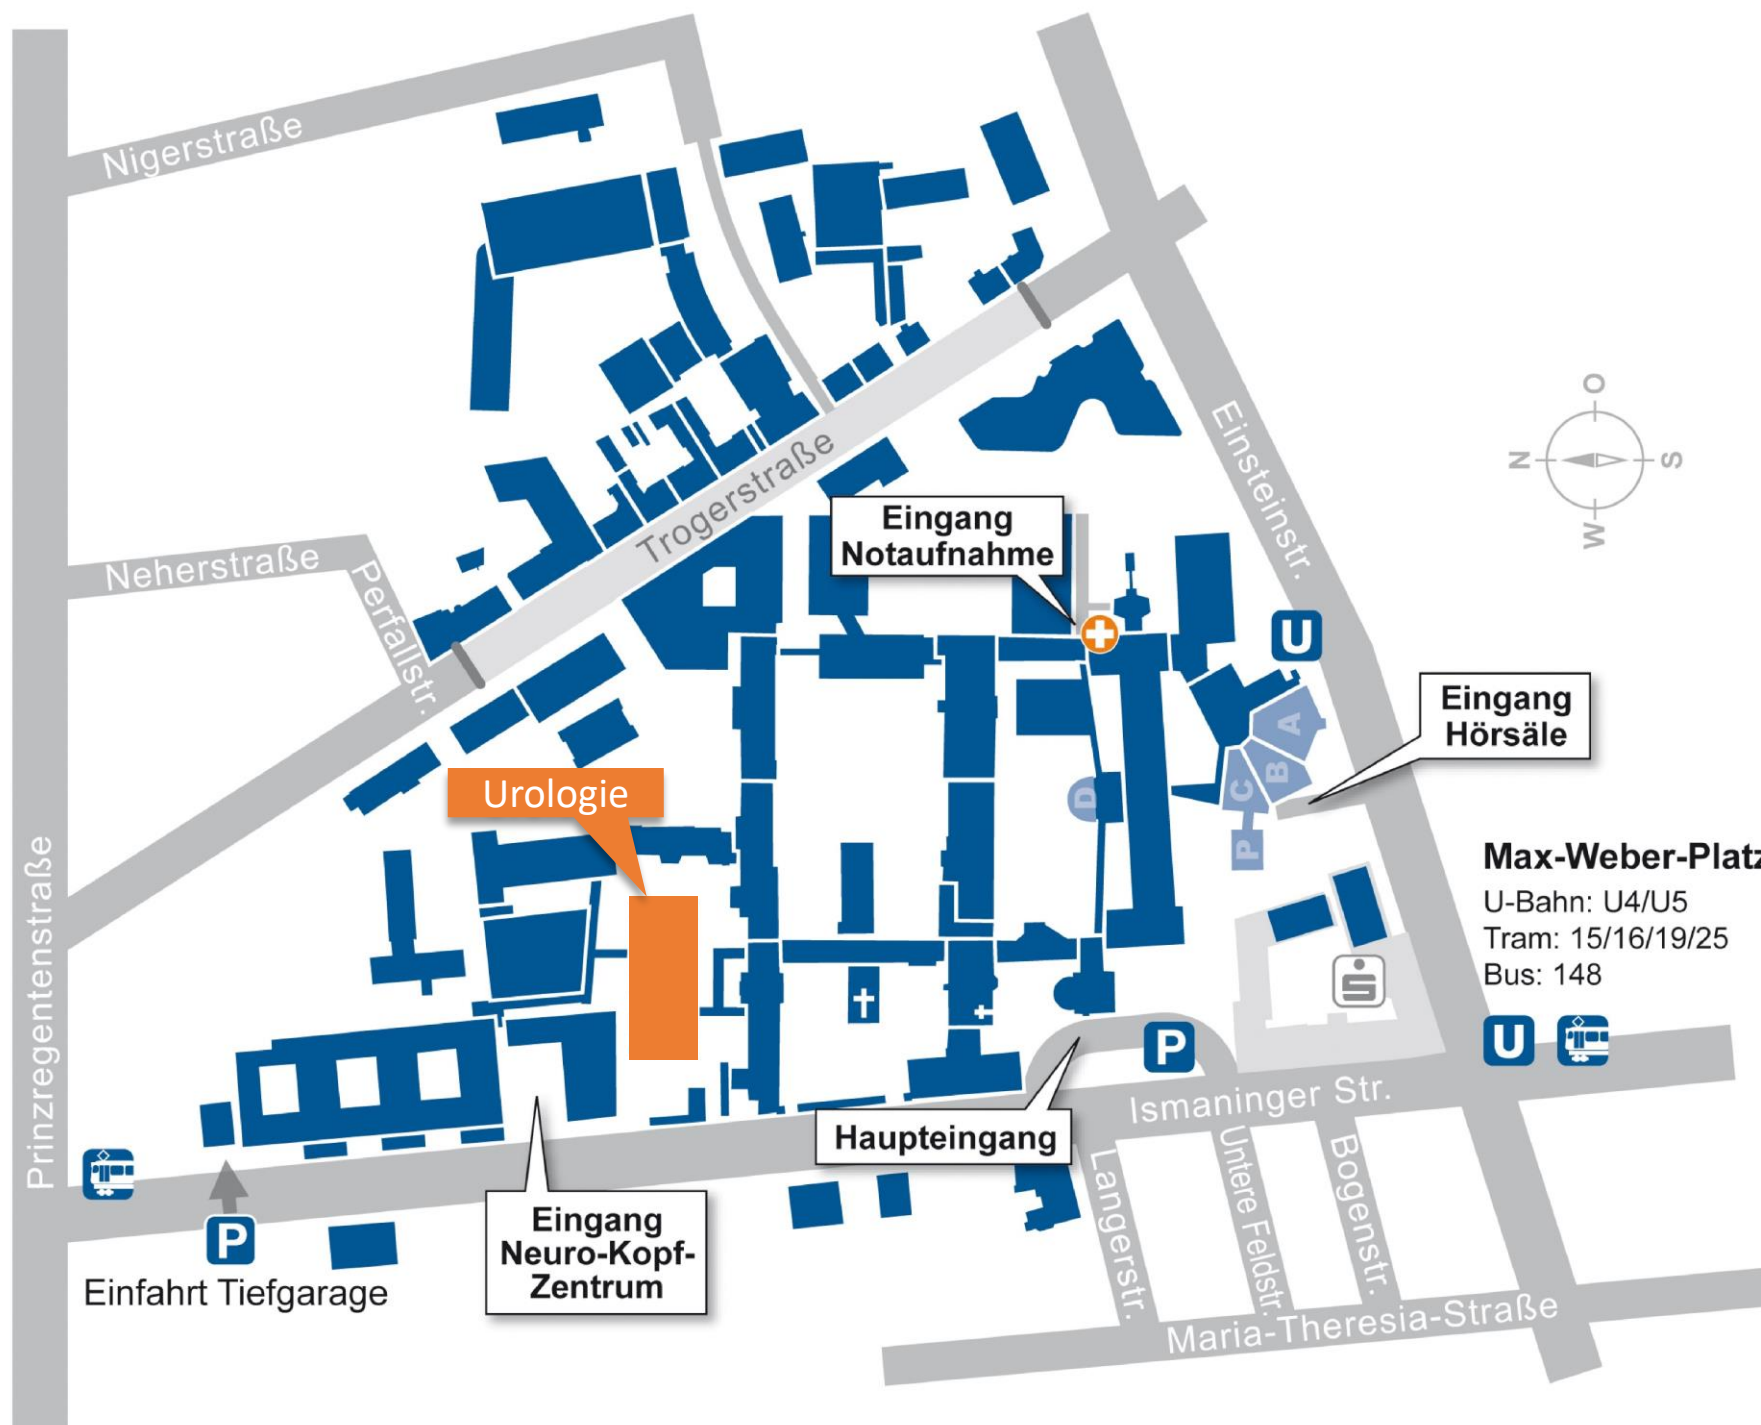 Nigerstraße
Neherstraße
Perfallstr.
Trogerstraße
Einsteinstr.
O
N
S
W
Eingang
Notaufnahme
U
Eingang
Hörsäle
A
B
C
D
P
Urologie
Prinzregentenstraße
Max-Weber-Platz
U-Bahn: U4/U5
Tram: 15/16/19/25
Bus: 148
S
U
P
Ismaninger Str.
Haupteingang
Langerstr.
Untere Feldstr.
Bogenstr.
Maria-Theresia-Straße
P
Einfahrt Tiefgarage
Eingang
Neuro-Kopf-
Zentrum